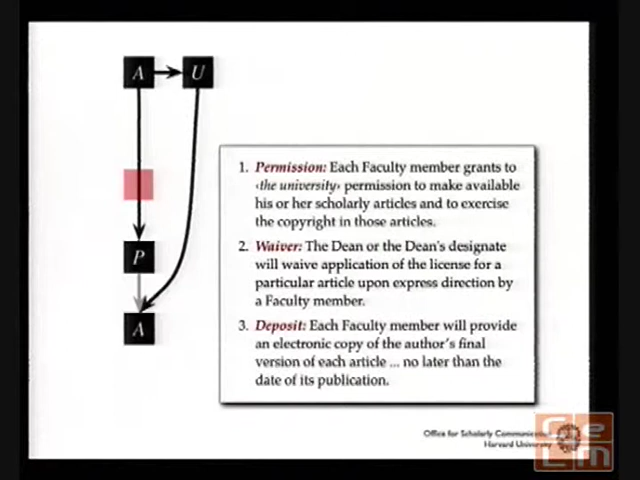 A U
1. Permission: Each Faculty member grants to
‹the university› permission to make available
his or her scholarly articles and to exercise
the copyright in those articles.
2. Waiver: The Dean or the Dean's designate
will waive application of the license for a
particular article upon express direction by
a Faculty member.
P
3. Deposit: Each Faculty member will provide
an electronic copy of the author's final
version of each article ... no later than the
date of its publication.
A
Office for Scholarly Communication
Harvard University
CeLm